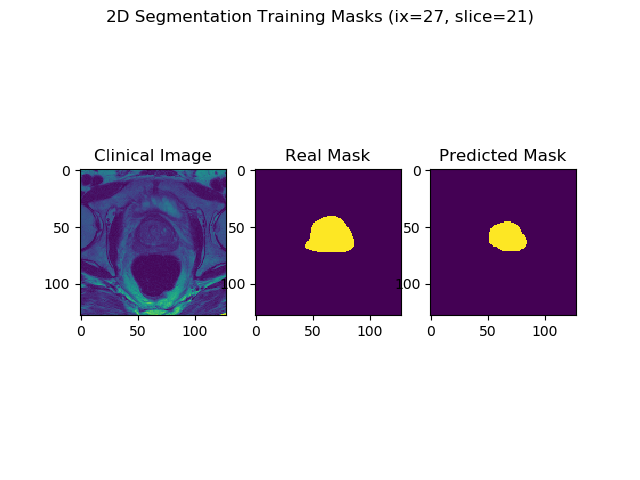 2D Segmentation Training Masks (ix=27, slice=21)
Clinical Image Real Mask Predicted Mask
0 0 0
50 50 50
100 100 100
0 50 100 0 50 100 0 50 100